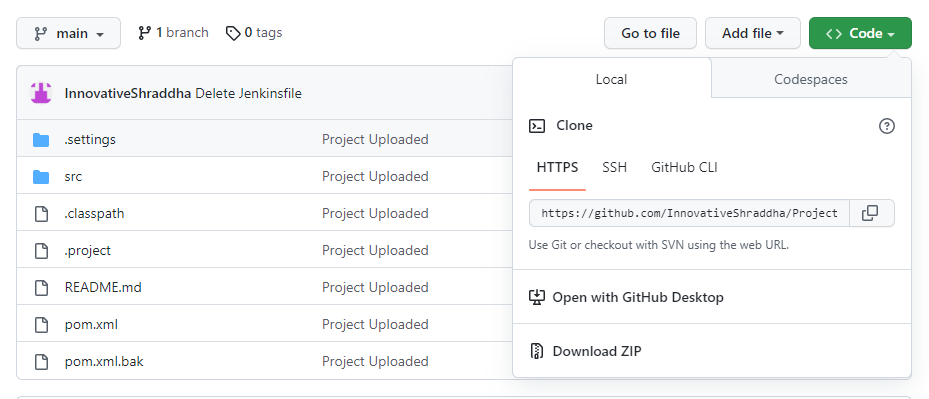 main 1 branch 0 tags Go to file Add file Code
Local Codespaces
InnovativeShraddha Delete Jenkinsfile
Clone
HTTPS SSH GitHub CLI
https://github.com/InnovativeShraddha/Project
Use Git or checkout with SVN using the web URL.
Open with GitHub Desktop
Download ZIP
.settings Project Uploaded
src Project Uploaded
.classpath Project Uploaded
.project Project Uploaded
README.md Project Uploaded
pom.xml Project Uploaded
pom.xml.bak Project Uploaded